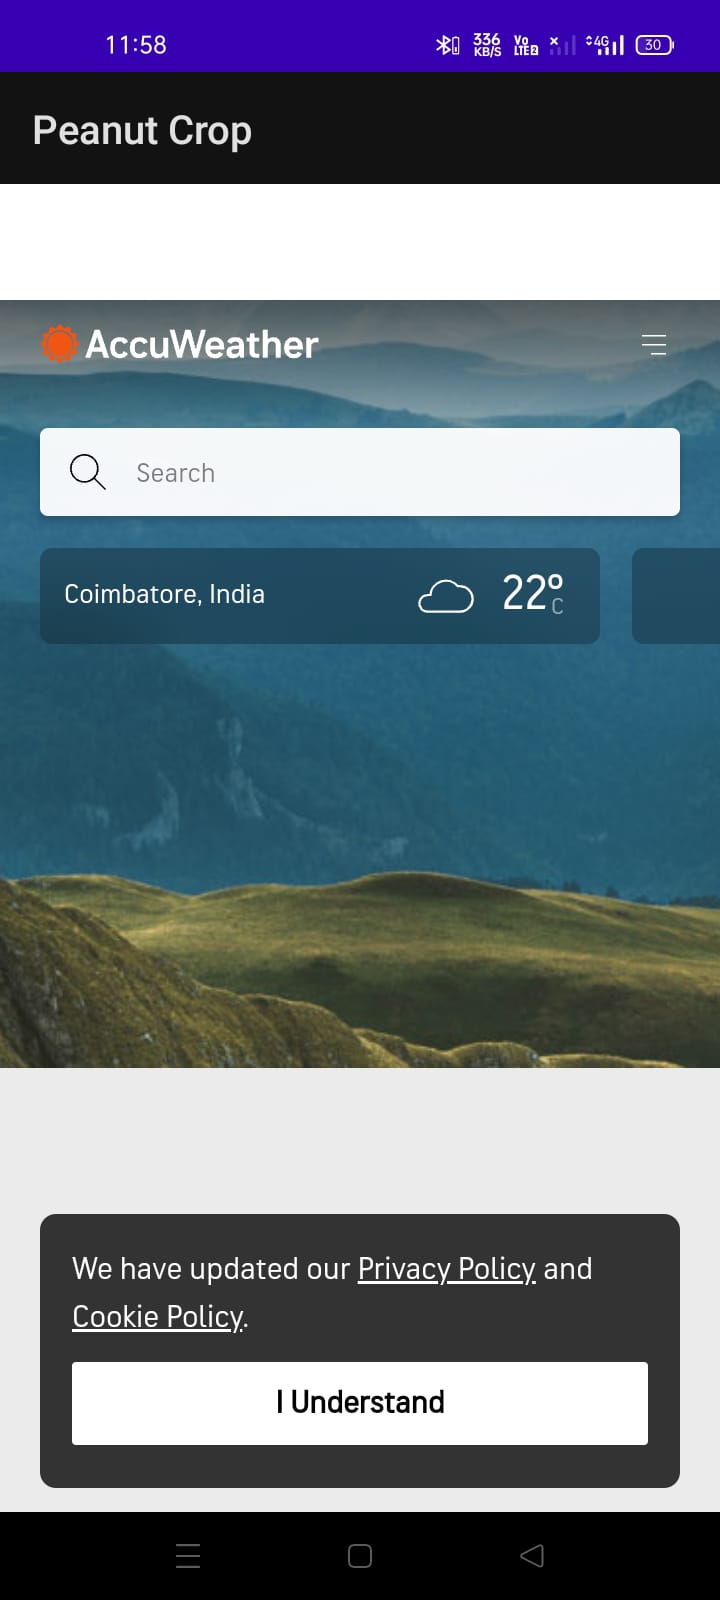 11:58
336
KB/S
Vo
LTE2
4G
30
Peanut Crop
AccuWeather
Search
Coimbatore, India
22°
C
We have updated our Privacy Policy and
Cookie Policy.
I Understand